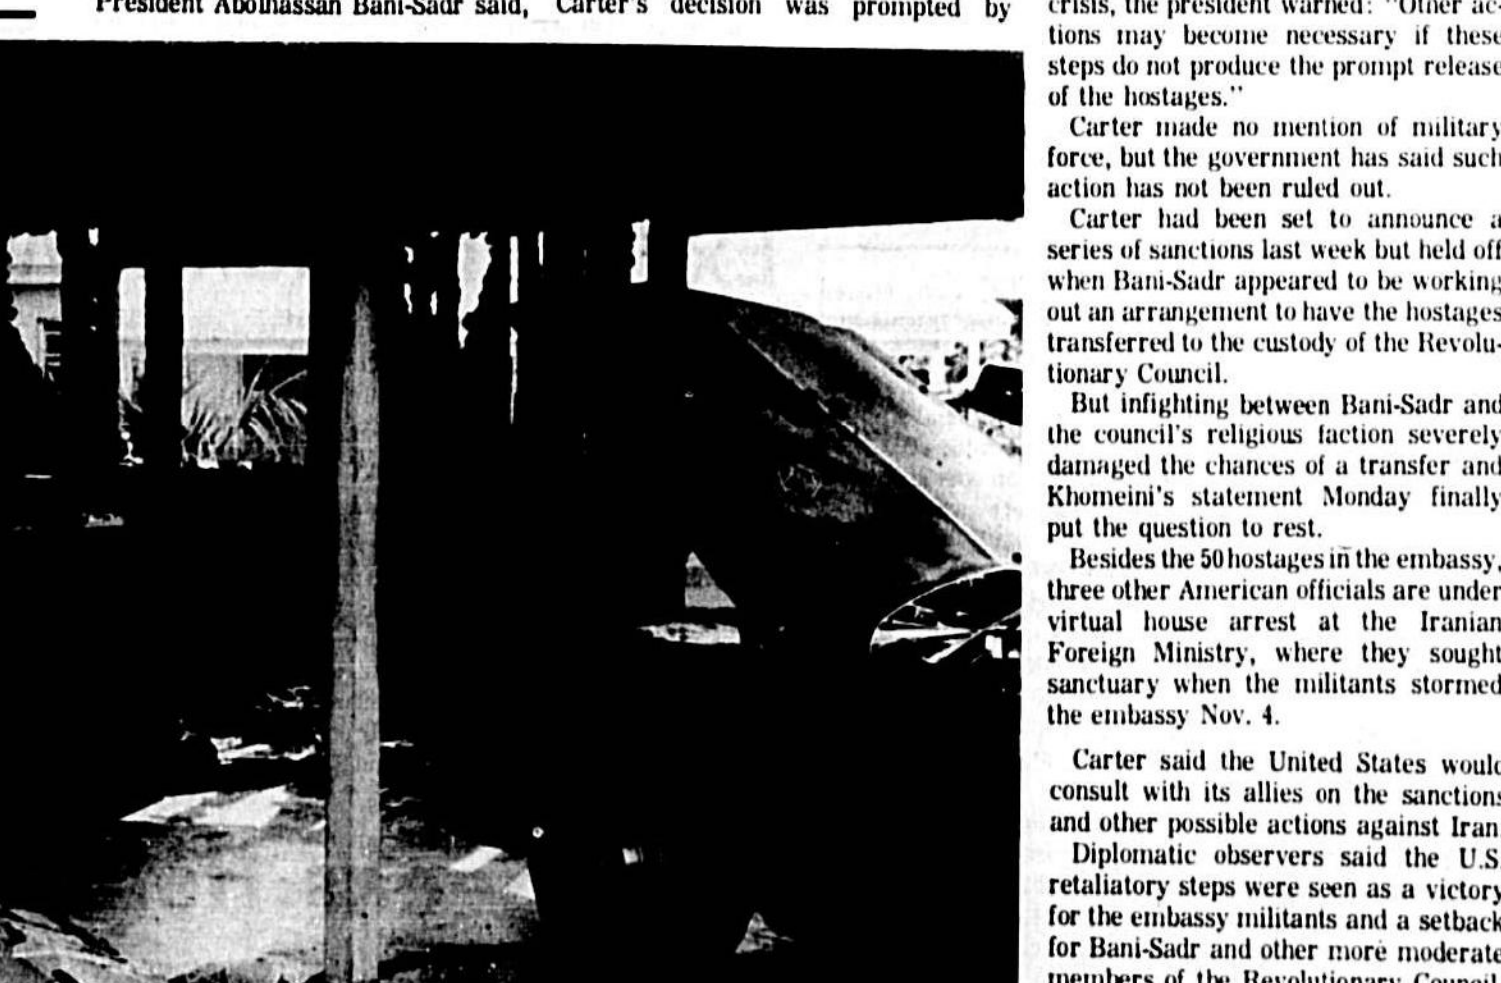 President Abolhassan Bani-Sadr said,
Carter's decision was prompted by
crisis, the president warned: "Other ac-
tions may become necessary if these
steps do not produce the prompt release
of the hostages."
Carter made no mention of military
force, but the government has said such
action has not been ruled out.
Carter had been set to announce a
series of sanctions last week but held off
when Bani-Sadr appeared to be working
out an arrangement to have the hostages
transferred to the custody of the Revolu-
tionary Council.
But infighting between Bani-Sadr and
the council's religious faction severely
damaged the chances of a transfer and
Khomeini's statement Monday finally
put the question to rest.
Besides the 50 hostages in the embassy,
three other American officials are under
virtual house arrest at the Iranian
Foreign Ministry, where they sought
sanctuary when the militants stormed
the embassy Nov. 4.
Carter said the United States would
consult with its allies on the sanctions
and other possible actions against Iran.
Diplomatic observers said the U.S.
retaliatory steps were seen as a victory
for the embassy militants and a setback
for Bani-Sadr and other more moderate
members of the Revolutionary Council.